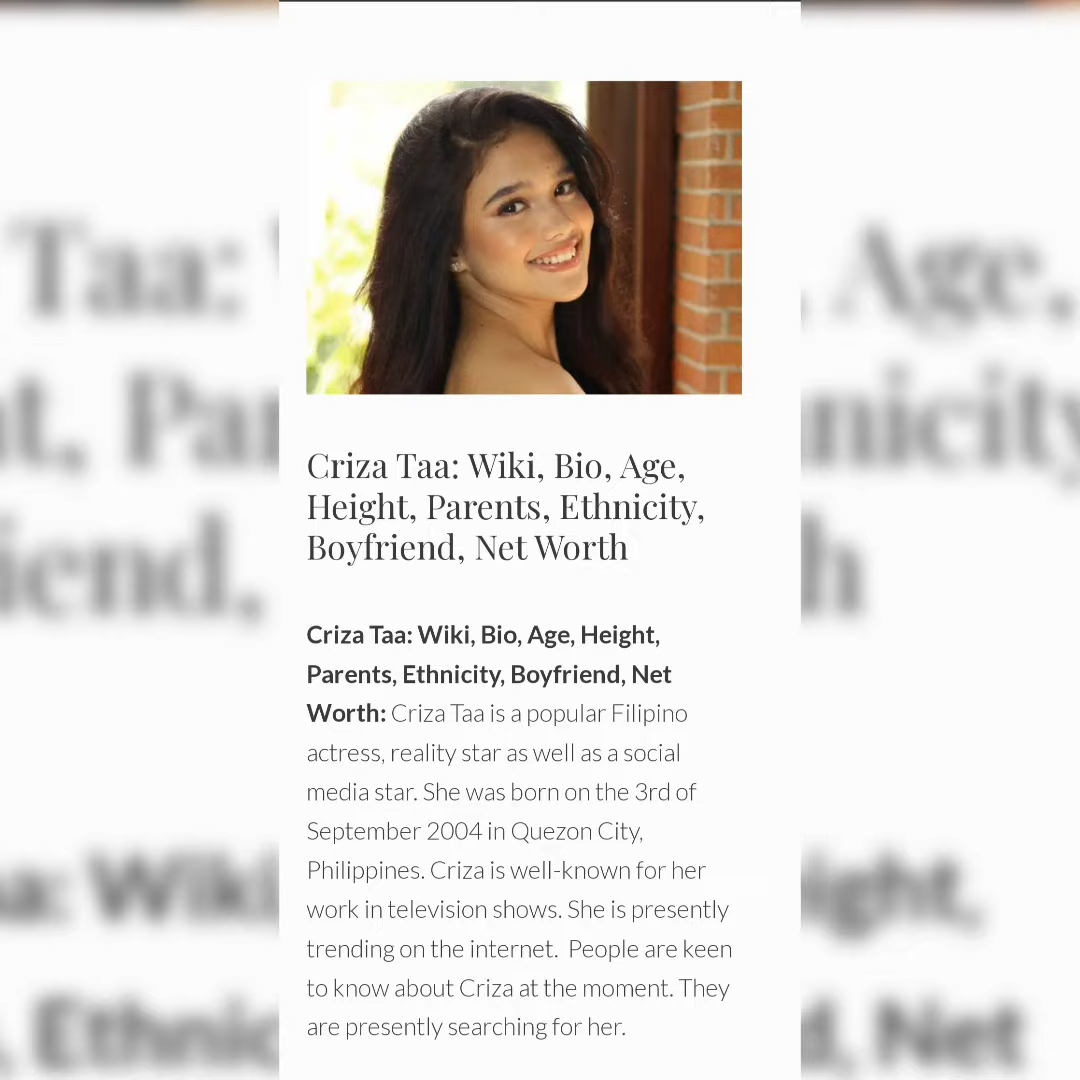 Criza Taa: Wiki, Bio, Age,
Height, Parents, Ethnicity,
Boyfriend, Net Worth
Criza Taa: Wiki, Bio, Age, Height,
Parents, Ethnicity, Boyfriend, Net
Worth: Criza Taa is a popular Filipino
actress, reality star as well as a social
media star. She was born on the 3rd of
September 2004 in Quezon City,
Philippines. Criza is well-known for her
work in television shows. She is presently
trending on the internet.  People are keen
to know about Criza at the moment. They
are presently searching for her.